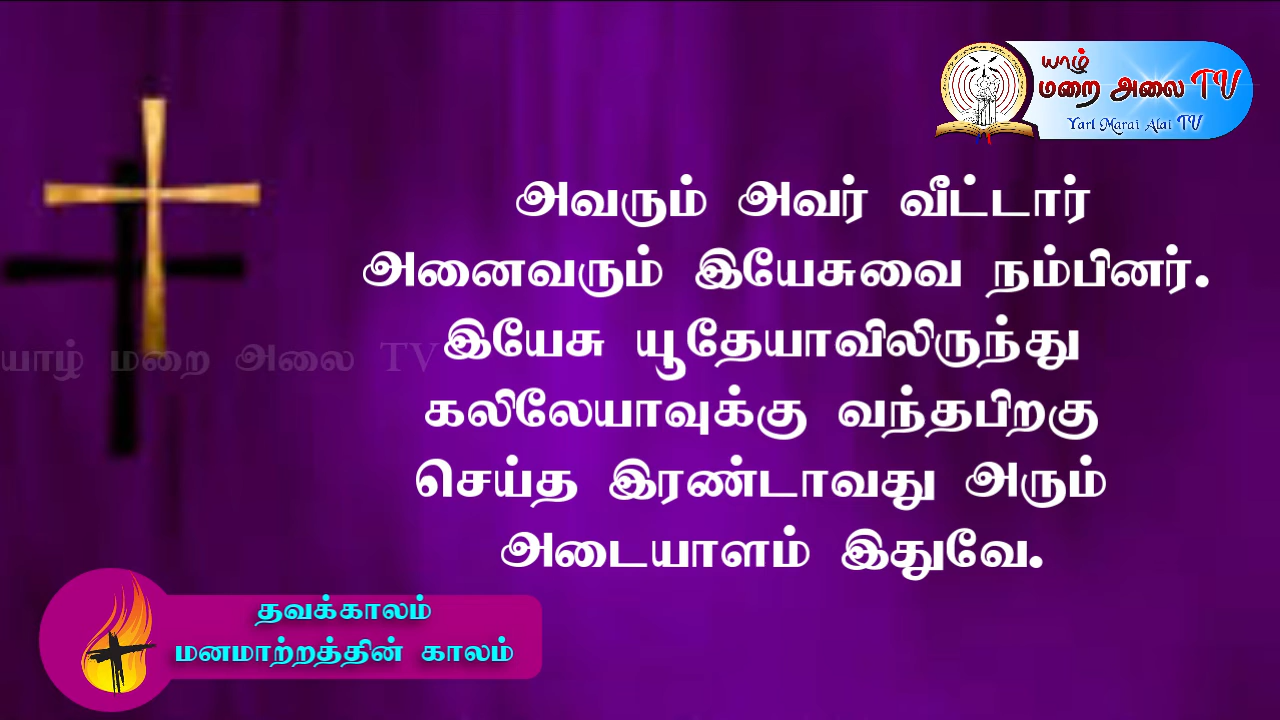 யாழ்
மறை அலை TV
Yarl Marai Alai TV
அவரும் அவர் வீட்டார்
அனைவரும் இயேசுவை நம்பினர்.
இயேசு யூதேயாவிலிருந்து
கலிலேயாவுக்கு வந்தபிறகு
செய்த இரண்டாவது அரும்
அடையாளம் இதுவே.
யாழ் மறை அலை TV
தவக்காலம்
மனமாற்றத்தின் காலம்